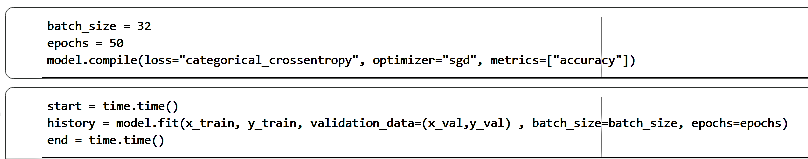 batch_size = 32
epochs = 50
model.compile(loss="categorical_crossentropy", optimizer="sgd", metrics=["accuracy"])
start = time.time()
history = model.fit(x_train, y_train, validation_data=(x_val,y_val) , batch_size=batch_size, epochs=epochs)
end = time.time()